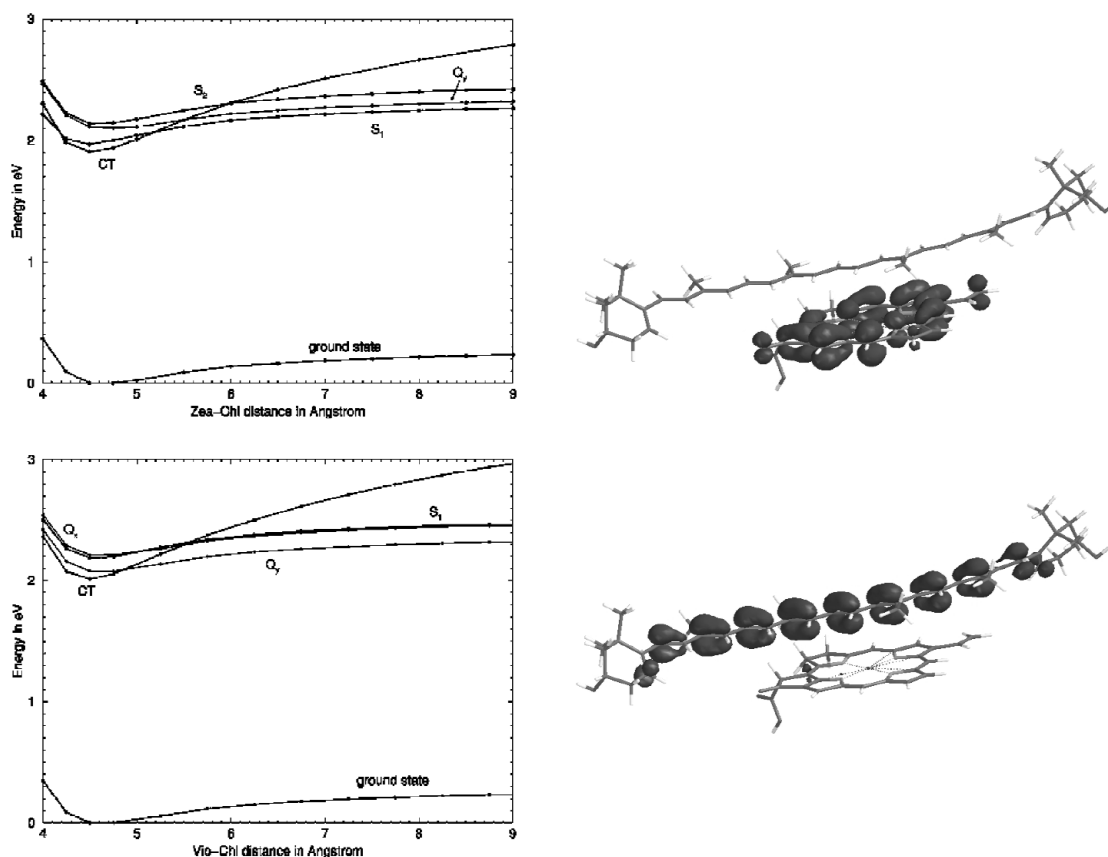 3
2
1
0
Energy in eV
S2
Qy
S1
CT
ground state
4 5 6 7 8 9
Zea–Chl distance in Angstrom
3
2
1
0
Energy in eV
Qx
S1
Qy
CT
ground state
4 5 6 7 8 9
Vio–Chl distance in Angstrom